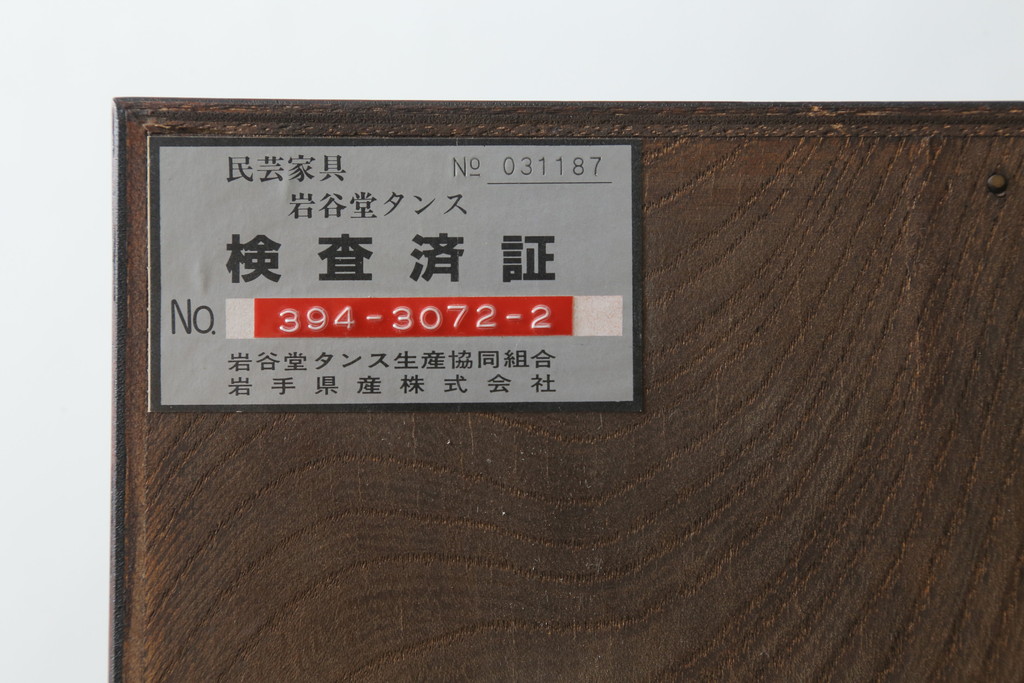 民芸家具 № 031187
岩谷堂タンス
検査済証
No. 394-3072-2
岩谷堂タンス生産協同組合
岩手県産株式会社